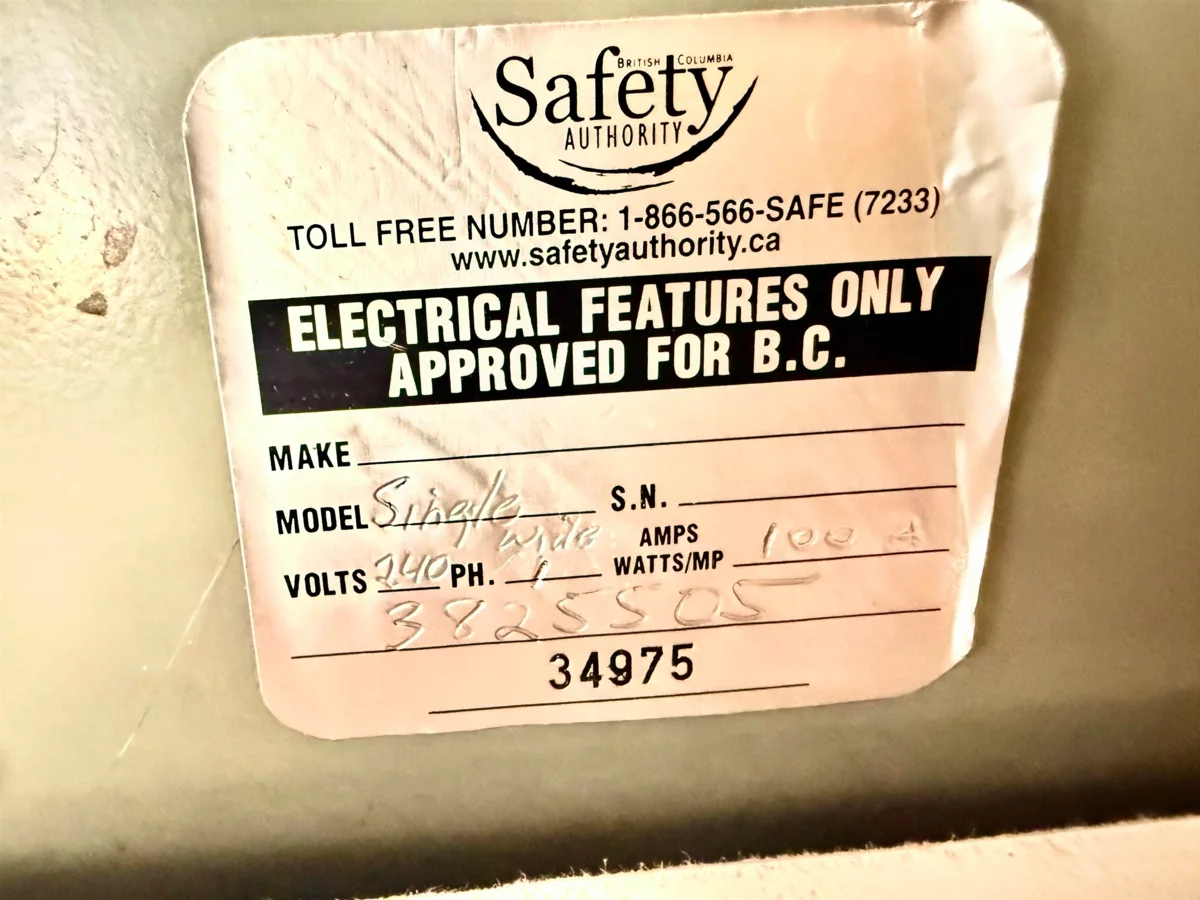 BRITISH COLUMBIA
Safety
AUTHORITY
TOLL FREE NUMBER: 1-866-566-SAFE (7233)
www.safetyauthority.ca
ELECTRICAL FEATURES ONLY
APPROVED FOR B.C.
MAKE
MODEL Single wide S.N.
VOLTS 240 PH. 1 AMPS WATTS/MP 100 A
3825505
34975